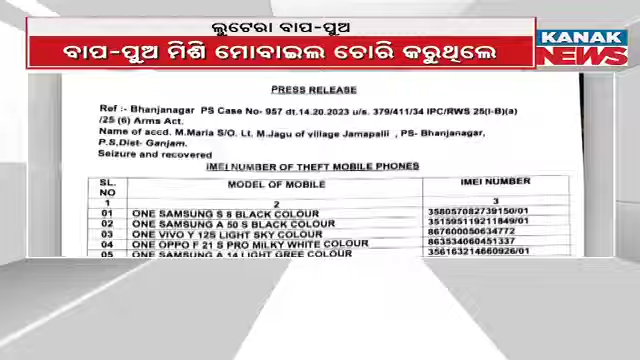 ଲୁଟେରା ବାପ-ପୁଅ
ବାପ-ପୁଅ ମିଶି ମୋବାଇଲ ଚୋରି କରୁଥିଲେ
KANAK
NEWS
PRESS RELEASE
Ref :- Bhanjanagar PS Case No- 957 dt.14.20.2023 u/s. 379/411/34 IPC/RWS 25(I-B)(a)
/25 (6) Arms Act.
Name of accd. M.Maria S/O. Lt. M.Jagu of village Jamapalli , PS- Bhanjanagar,
P.S,Dist- Ganjam.
Seizure and recovered
IMEI NUMBER OF THEFT MOBILE PHONES
SL. NO MODEL OF MOBILE IMEI NUMBER
1 2 3
01 ONE SAMSUNG S 8 BLACK COLOUR 358057082739150/01
02 ONE SAMSUNG A 50 S BLACK COLOUR 351595119211849/01
03 ONE VIVO Y 12S LIGHT SKY COLOUR 867600050634772
04 ONE OPPO F 21 S PRO MILKY WHITE COLOUR 863534060451337
05 ONE SAMSUNG A 14 LIGHT GREE COLOUR 356163214660926/01